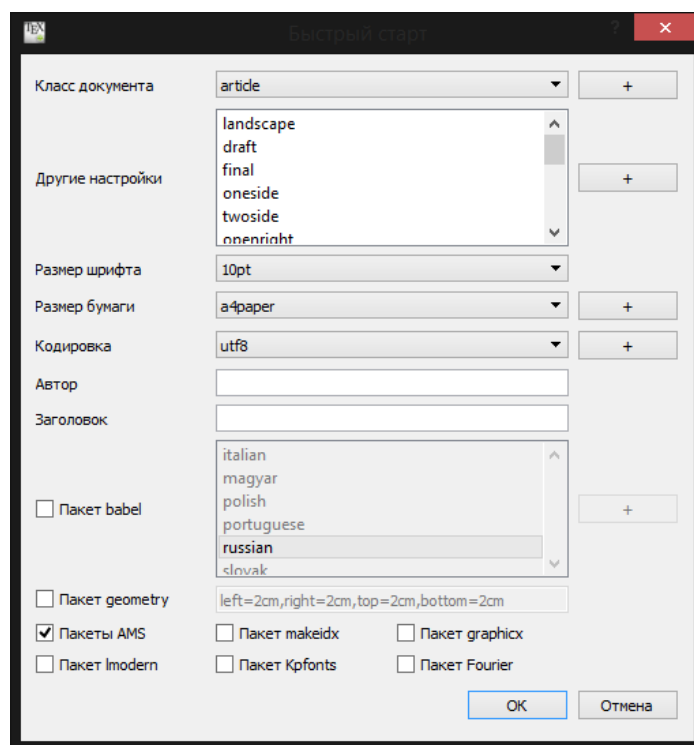 TEX
Быстрый старт
?
Класс документа
article
+
Другие настройки
landscape
draft
final
oneside
twoside
openright
+
Размер шрифта
10pt
Размер бумаги
a4paper
+
Кодировка
utf8
+
Автор
Заголовок
Пакет babel
italian
magyar
polish
portuguese
russian
slovak
+
Пакет geometry
left=2cm,right=2cm,top=2cm,bottom=2cm
Пакеты AMS
Пакет makeidx
Пакет graphicx
Пакет lmodern
Пакет Kpfonts
Пакет Fourier
OK
Отмена